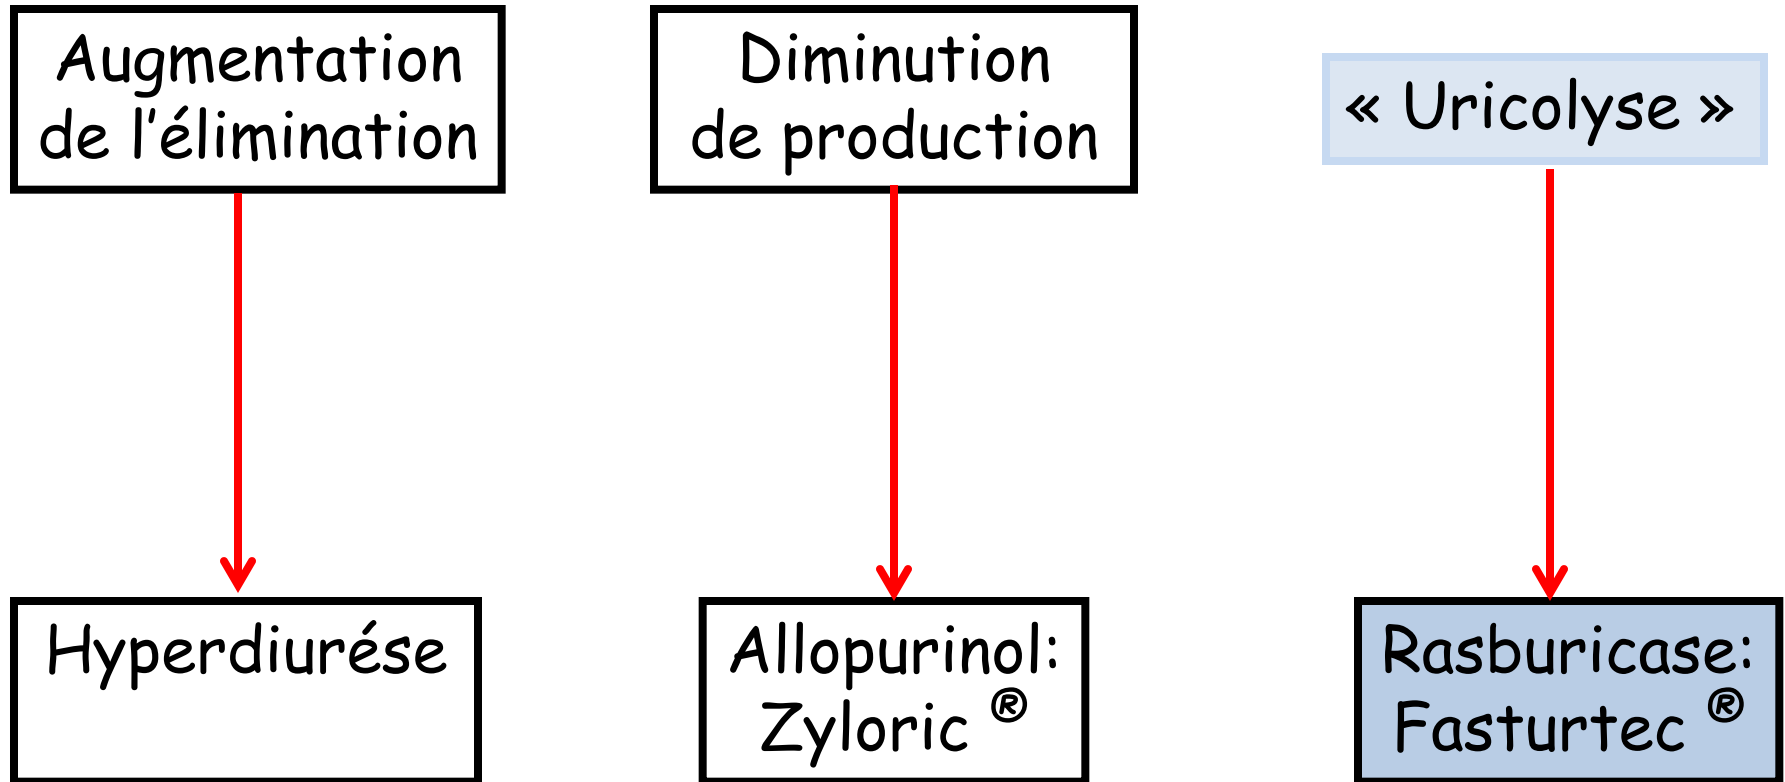 Augmentation
de l'élimination
Diminution
de production
« Uricolyse »
Hyperdiurése
Allopurinol:
Zyloric ®
Rasburicase:
Fasturtec ®